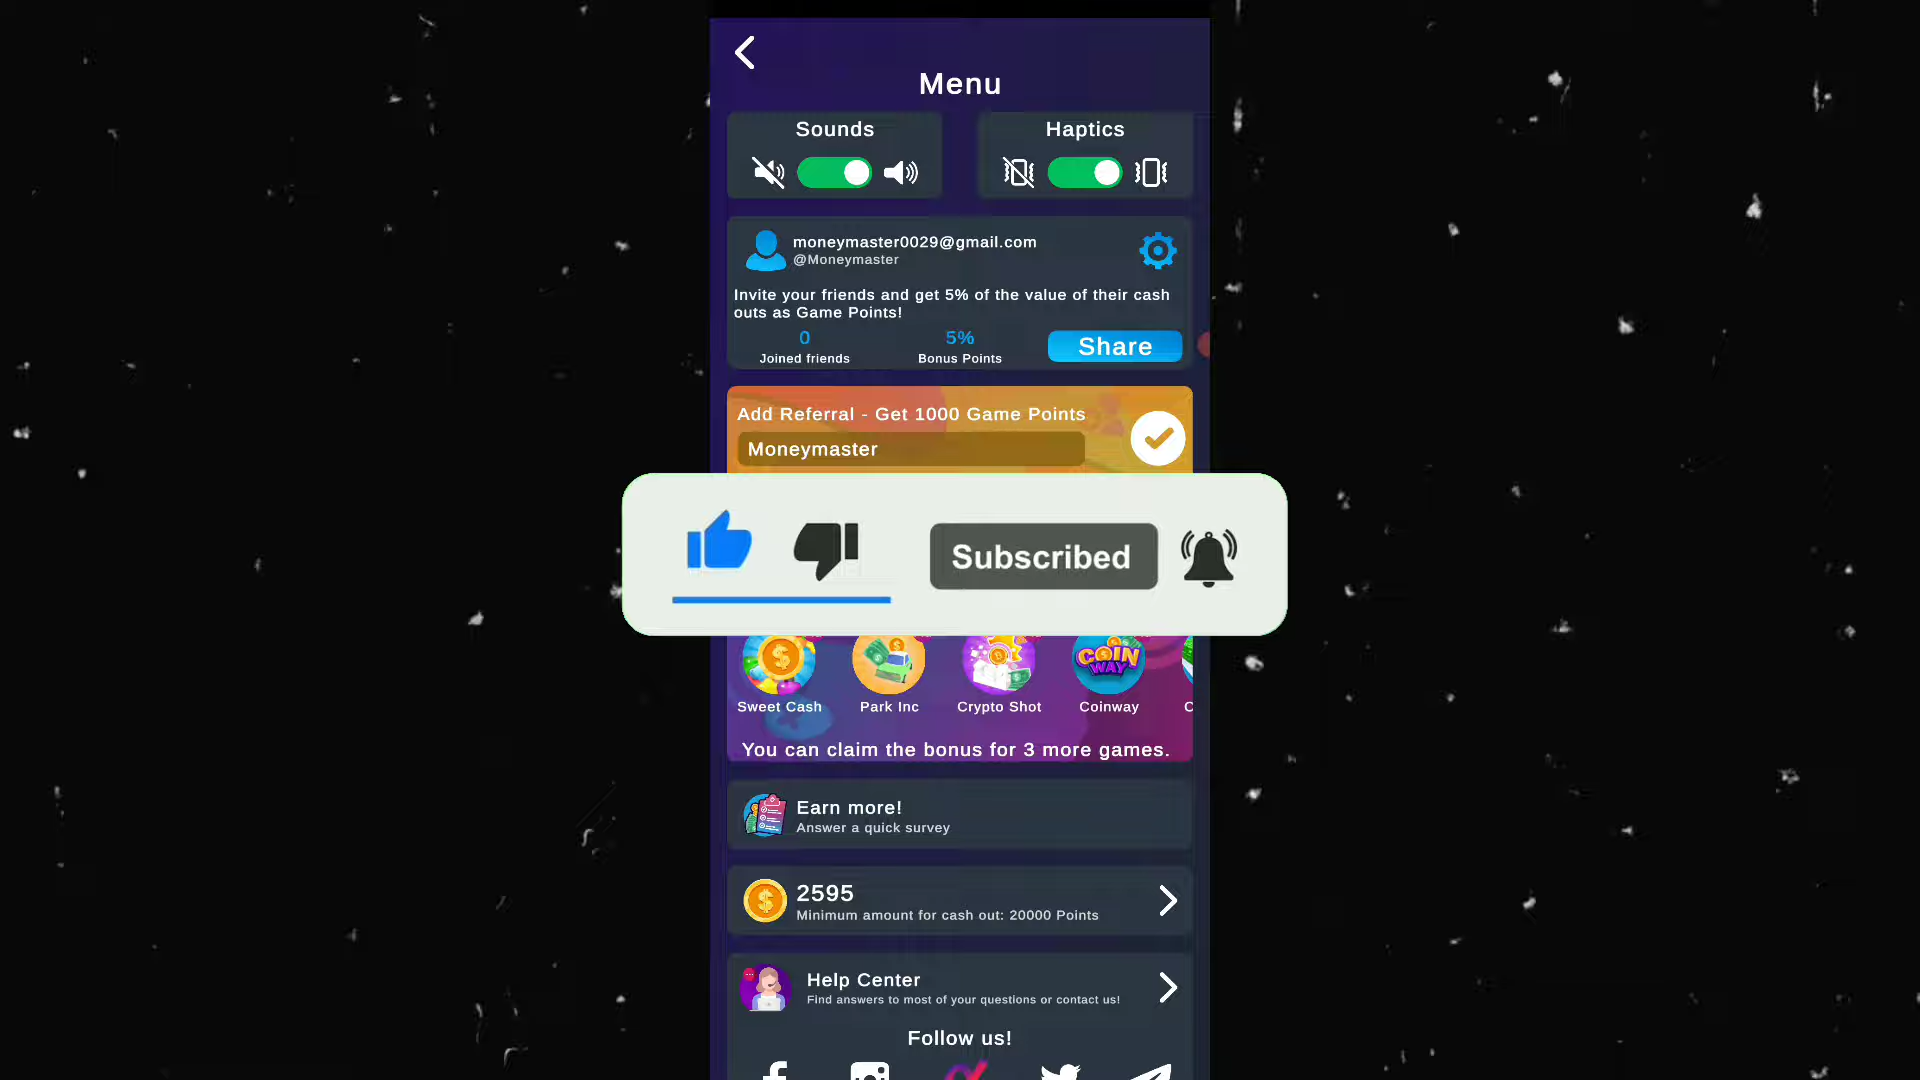 Menu
Sounds
Haptics
moneymaster0029@gmail.com
@Moneymaster
Invite your friends and get 5% of the value of their cash
outs as Game Points!
0
5%
Joined friends
Bonus Points
Share
Add Referral - Get 1000 Game Points
Moneymaster
Subscribed
COIN
WAY
Sweet Cash
Park Inc
Crypto Shot
Coinway
C
You can claim the bonus for 3 more games.
Earn more!
Answer a quick survey
2595
Minimum amount for cash out: 20000 Points
Help Center
Find answers to most of your questions or contact us!
Follow us!